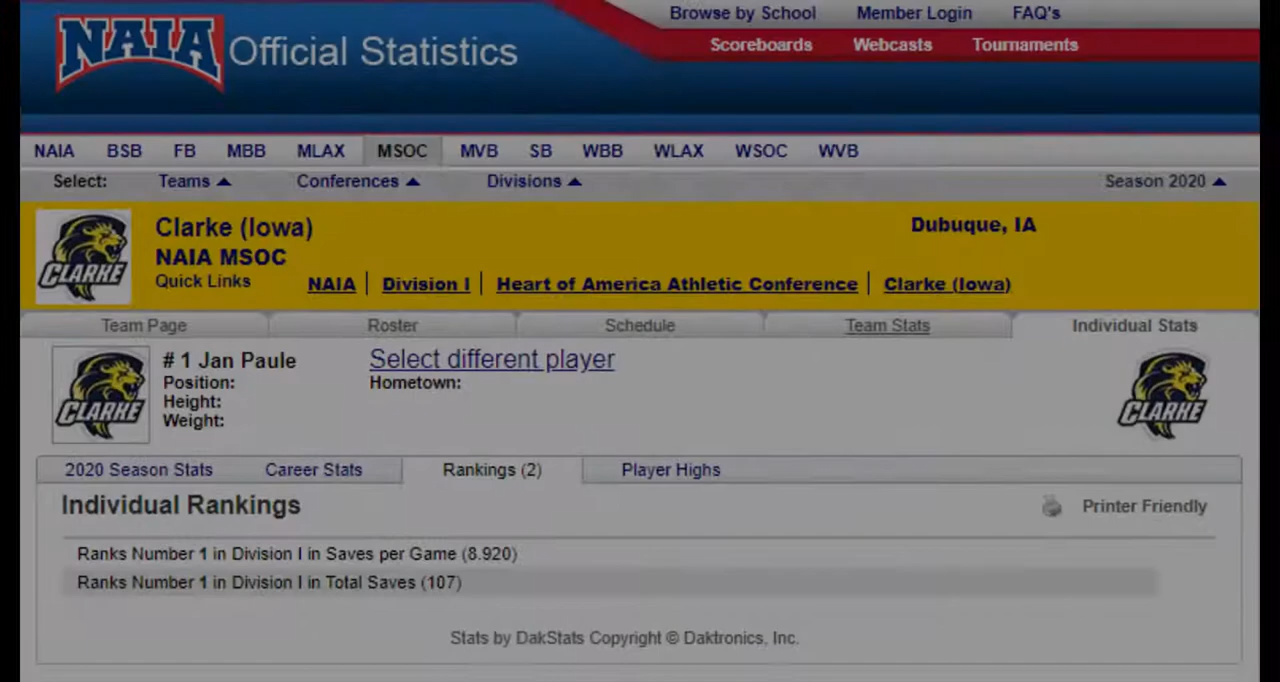 Browse by School Member Login FAQ's
NAIA Official Statistics
Scoreboards Webcasts Tournaments
NAIA BSB FB MBB MLAX MSOC MVB SB WBB WLAX WSOC WVB
Select: Teams Conferences Divisions Season 2020
Clarke (Iowa) Dubuque, IA
NAIA MSOC
CLARKE
Quick Links NAIA Division I Heart of America Athletic Conference Clarke (Iowa)
Team Page Roster Schedule Team Stats Individual Stats
# 1 Jan Paule Select different player
Position: Hometown:
Height:
CLARKE CLARKE
Weight:
2020 Season Stats Career Stats Rankings (2) Player Highs
Individual Rankings Printer Friendly
Ranks Number 1 in Division I in Saves per Game (8.920)
Ranks Number 1 in Division I in Total Saves (107)
Stats by DakStats Copyright © Daktronics, Inc.